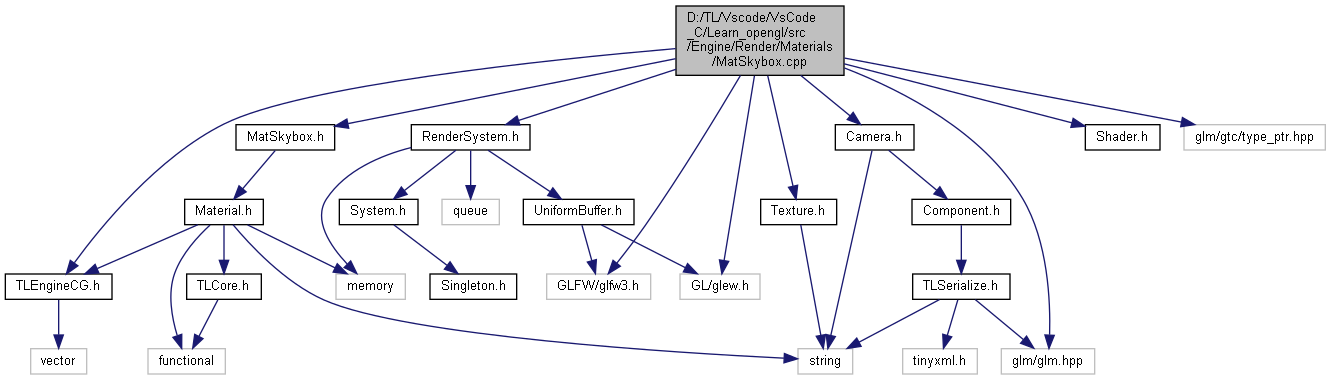 D:/TL/Vscode/VsCode
_C/Learn_opengl/src
/Engine/Render/Materials
/MatSkybox.cpp
MatSkybox.h
RenderSystem.h
Camera.h
Shader.h
glm/gtc/type_ptr.hpp
Material.h
System.h
queue
UniformBuffer.h
Texture.h
Component.h
TLEngineCG.h
TLCore.h
memory
Singleton.h
GLFW/glfw3.h
GL/glew.h
TLSerialize.h
vector
functional
string
tinyxml.h
glm/glm.hpp